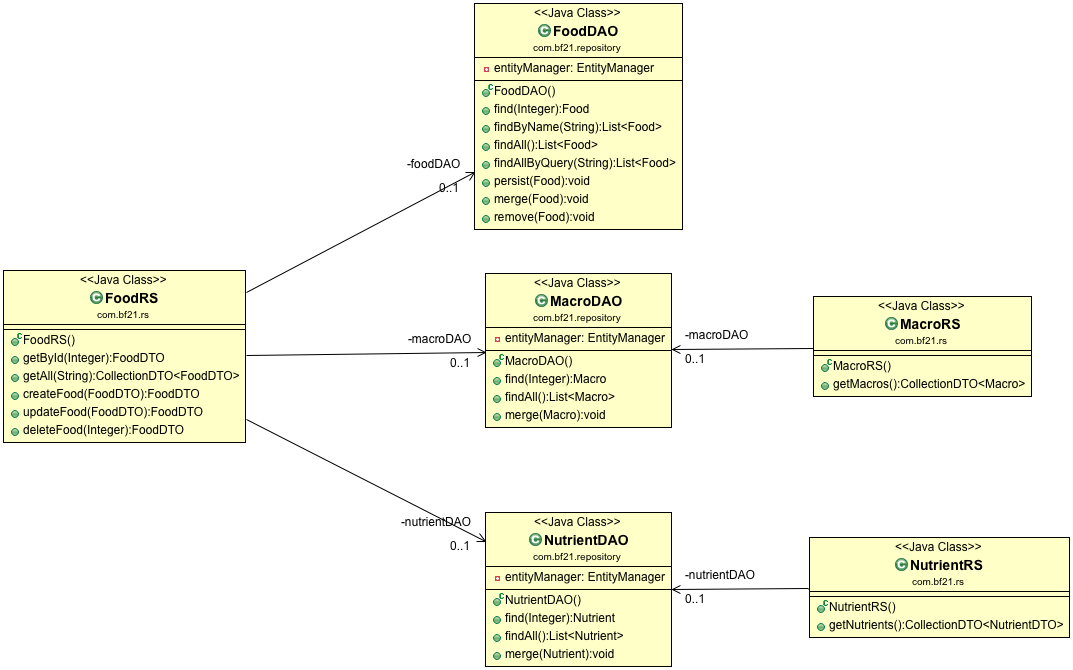 <<Java Class>>
FoodDAO
com.bf21.repository
entityManager: EntityManager
FoodDAO()
find(Integer):Food
findByName(String):List<Food>
findAll():List<Food>
findAllByQuery(String):List<Food>
persist(Food):void
merge(Food):void
remove(Food):void
-foodDAO
0..1
<<Java Class>>
FoodRS
com.bf21.rs
FoodRS()
getById(Integer):FoodDTO
getAll(String):CollectionDTO<FoodDTO>
createFood(FoodDTO):FoodDTO
updateFood(FoodDTO):FoodDTO
deleteFood(Integer):FoodDTO
-macroDAO
0..1
<<Java Class>>
MacroDAO
com.bf21.repository
entityManager: EntityManager
MacroDAO()
find(Integer):Macro
findAll():List<Macro>
merge(Macro):void
-macroDAO
0..1
<<Java Class>>
MacroRS
com.bf21.rs
MacroRS()
getMacros():CollectionDTO<Macro>
-nutrientDAO
0..1
<<Java Class>>
NutrientDAO
com.bf21.repository
entityManager: EntityManager
NutrientDAO()
find(Integer):Nutrient
findAll():List<Nutrient>
merge(Nutrient):void
-nutrientDAO
0..1
<<Java Class>>
NutrientRS
com.bf21.rs
NutrientRS()
getNutrients():CollectionDTO<NutrientDTO>